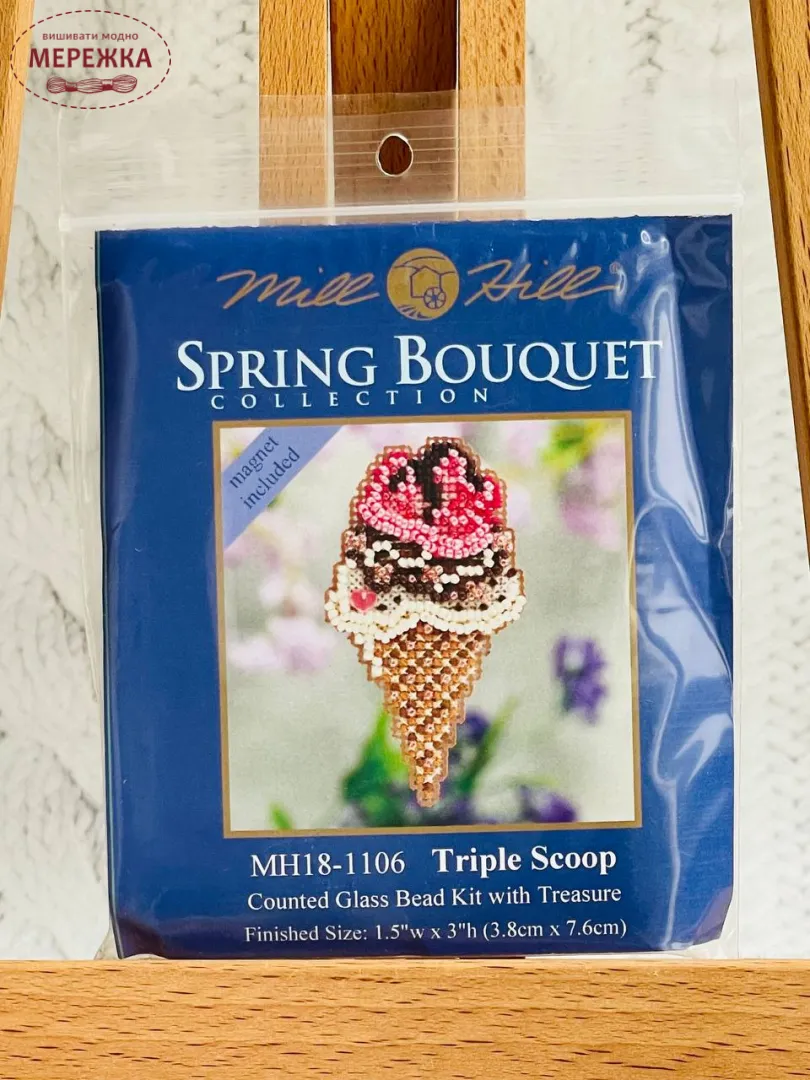 вишивати модно
МЕРЕЖКА
Mill Hill®
SPRING BOUQUET
COLLECTION
magnet
included
MH18-1106 Triple Scoop
Counted Glass Bead Kit with Treasure
Finished Size: 1.5"w x 3"h (3.8cm x 7.6cm)